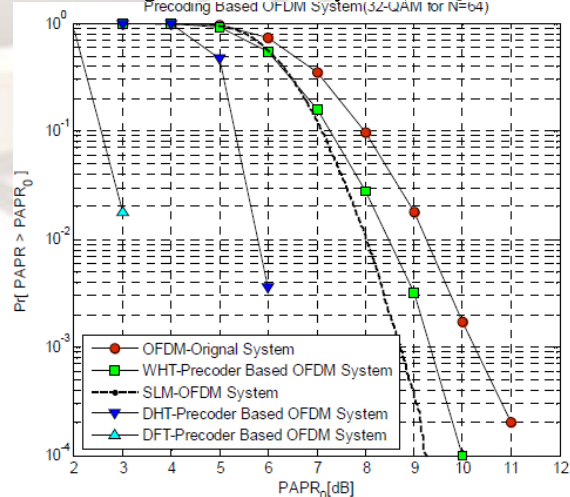 Precoding Based OFDM System(32-QAM for N=64)
10^0
10^-1
10^-2
10^-3
10^-4
Pr[ PAPR > PAPR_0 ]
OFDM-Orignal System
WHT-Precoder Based OFDM System
SLM-OFDM System
DHT-Precoder Based OFDM System
DFT-Precoder Based OFDM System
2 3 4 5 6 7 8 9 10 11 12
PAPR_0[dB]